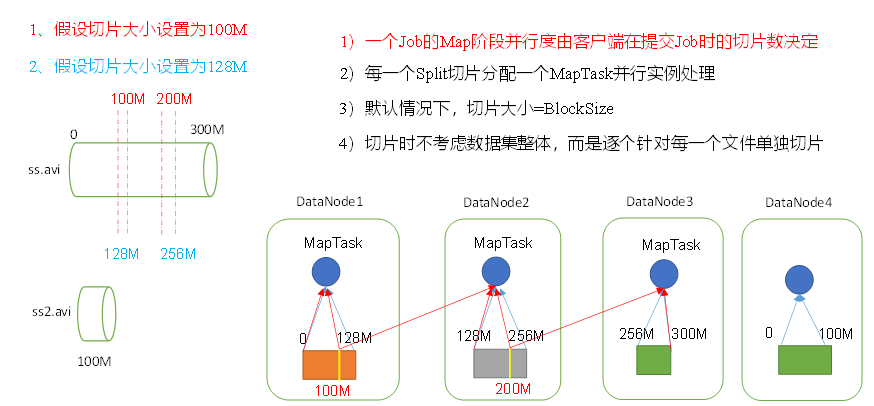 1、假设切片大小设置为100M
2、假设切片大小设置为128M
1）一个Job的Map阶段并行度由客户端在提交Job时的切片数决定
2）每一个Split切片分配一个MapTask并行实例处理
3）默认情况下，切片大小=BlockSize
4）切片时不考虑数据集整体，而是逐个针对每一个文件单独切片
100M 200M
0 300M
ss.avi
128M 256M
ss2.avi
100M
DataNode1 DataNode2 DataNode3 DataNode4
MapTask MapTask MapTask
0 128M 128M 256M 256M 300M 0 100M
100M 200M